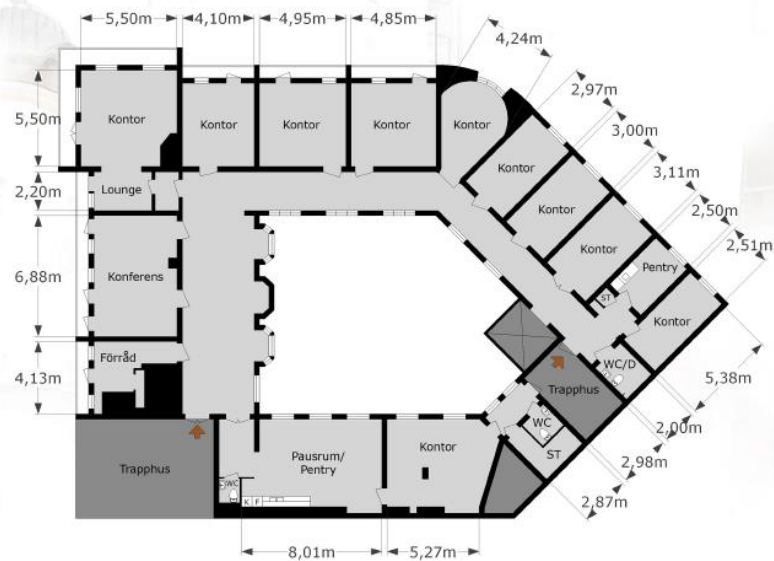 5,50m
4,10m
4,95m
4,85m
4,24m
2,97m
3,00m
3,11m
2,50m
2,51m
5,50m
2,20m
6,88m
4,13m
Kontor
Kontor
Kontor
Kontor
Kontor
Kontor
Kontor
Kontor
Lounge
Konferens
Pentry
ST
Kontor
Förråd
WC/D
Trapphus
5,38m
2,00m
2,98m
2,87m
WC
ST
Trapphus
WC
Pausrum/
Pentry
K F
Kontor
8,01m
5,27m